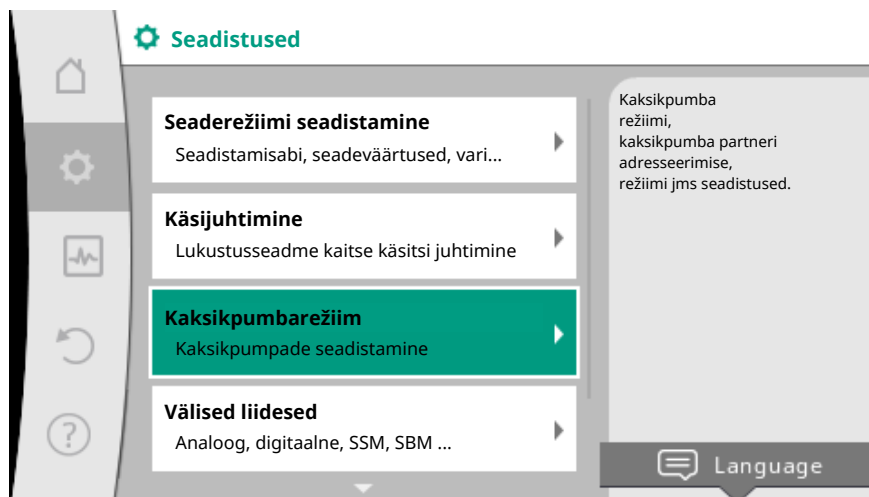 Seadistused
Seaderežiimi seadistamine
Seadistamisabi, seadeväärtused, vari...
Käsijuhtimine
Lukustusseadme kaitse käsitsi juhtimine
Kaksikpumbarežiim
Kaksikpumpade seadistamine
Välised liidesed
Analoog, digitaalne, SSM, SBM ...
Kaksikpumba
režiimi,
kaksikpumba partneri
adresseerimise,
režiimi jms seadistused.
Language